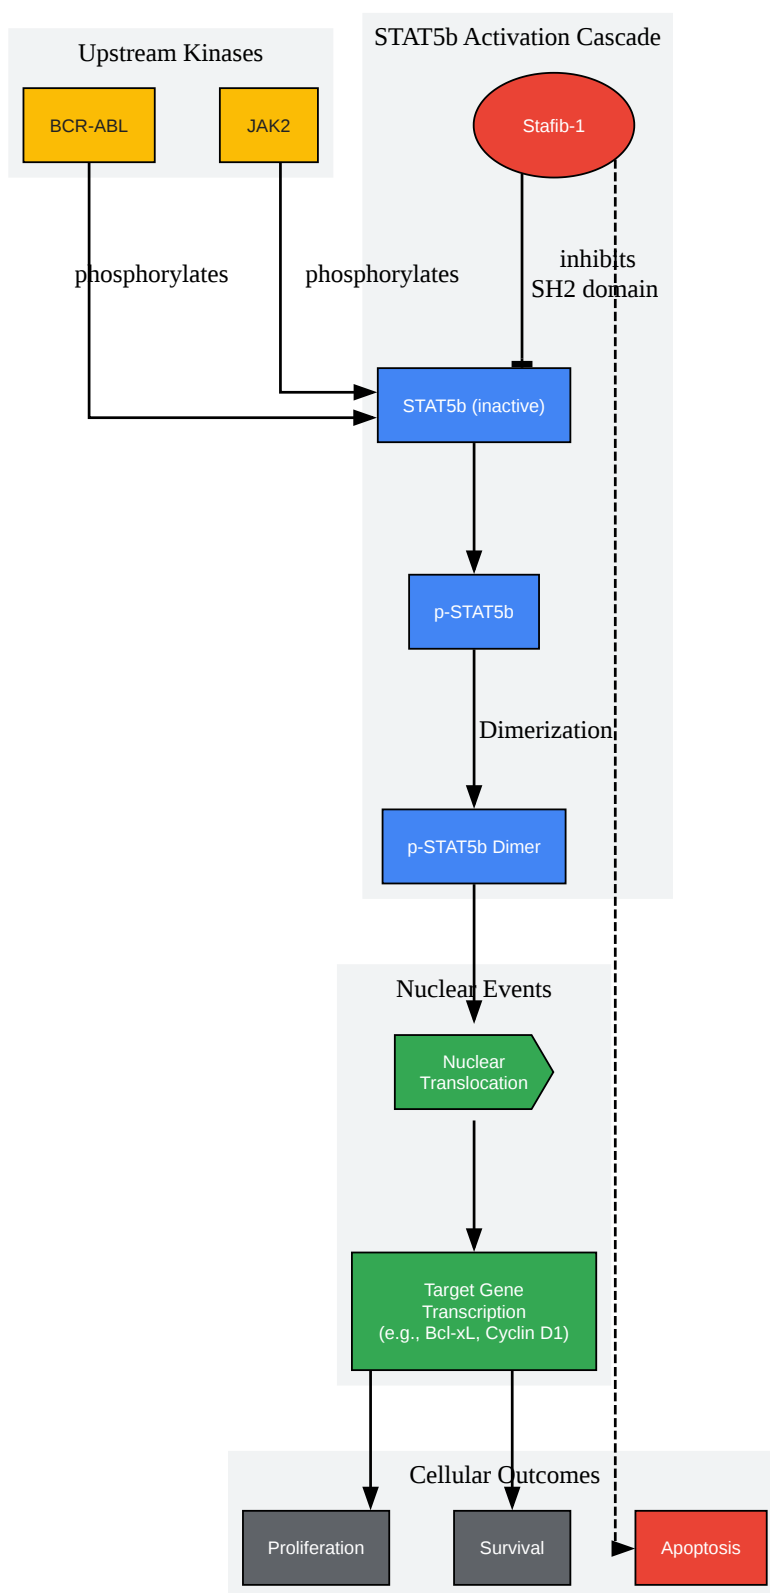 Upstream Kinases
STAT5b Activation Cascade
BCR-ABL
JAK2
Stafib-1
phosphorylates
phosphorylates
inhibits
SH2 domain
STAT5b (inactive)
p-STAT5b
Dimerization
p-STAT5b Dimer
Nuclear Events
Nuclear
Translocation
Target Gene
Transcription
(e.g., Bcl-xL, Cyclin D1)
Cellular Outcomes
Proliferation
Survival
Apoptosis